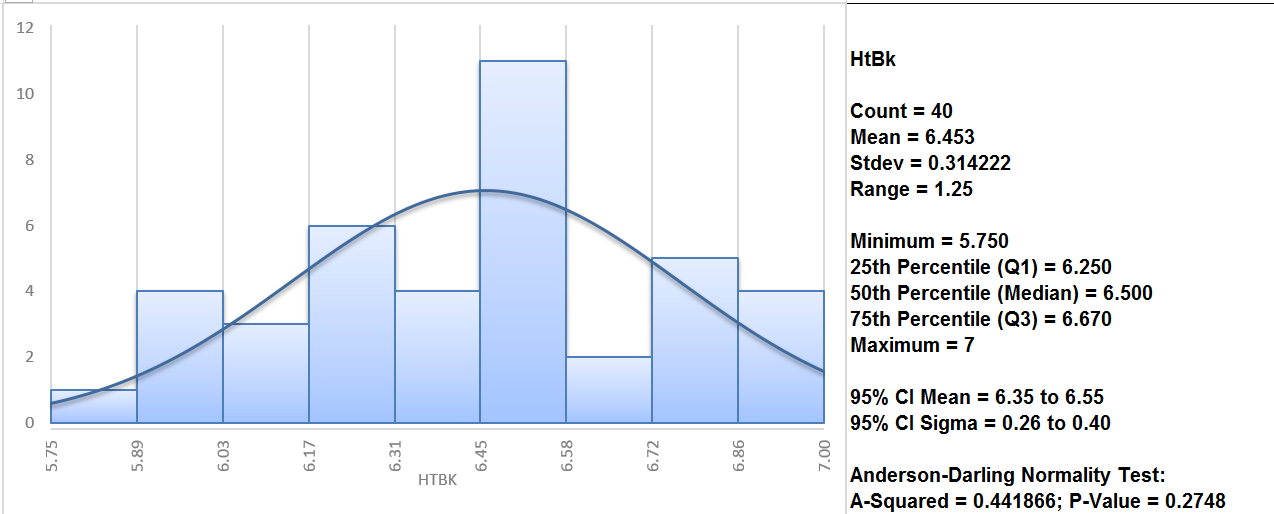 12
10
8
6
4
2
0
5.75
5.89
6.03
6.17
6.31
6.45
6.58
6.72
6.86
7.00
HTBK
HtBk
Count = 40
Mean = 6.453
Stdev = 0.314222
Range = 1.25
Minimum = 5.750
25th Percentile (Q1) = 6.250
50th Percentile (Median) = 6.500
75th Percentile (Q3) = 6.670
Maximum = 7
95% CI Mean = 6.35 to 6.55
95% CI Sigma = 0.26 to 0.40
Anderson-Darling Normality Test:
A-Squared = 0.441866; P-Value = 0.2748